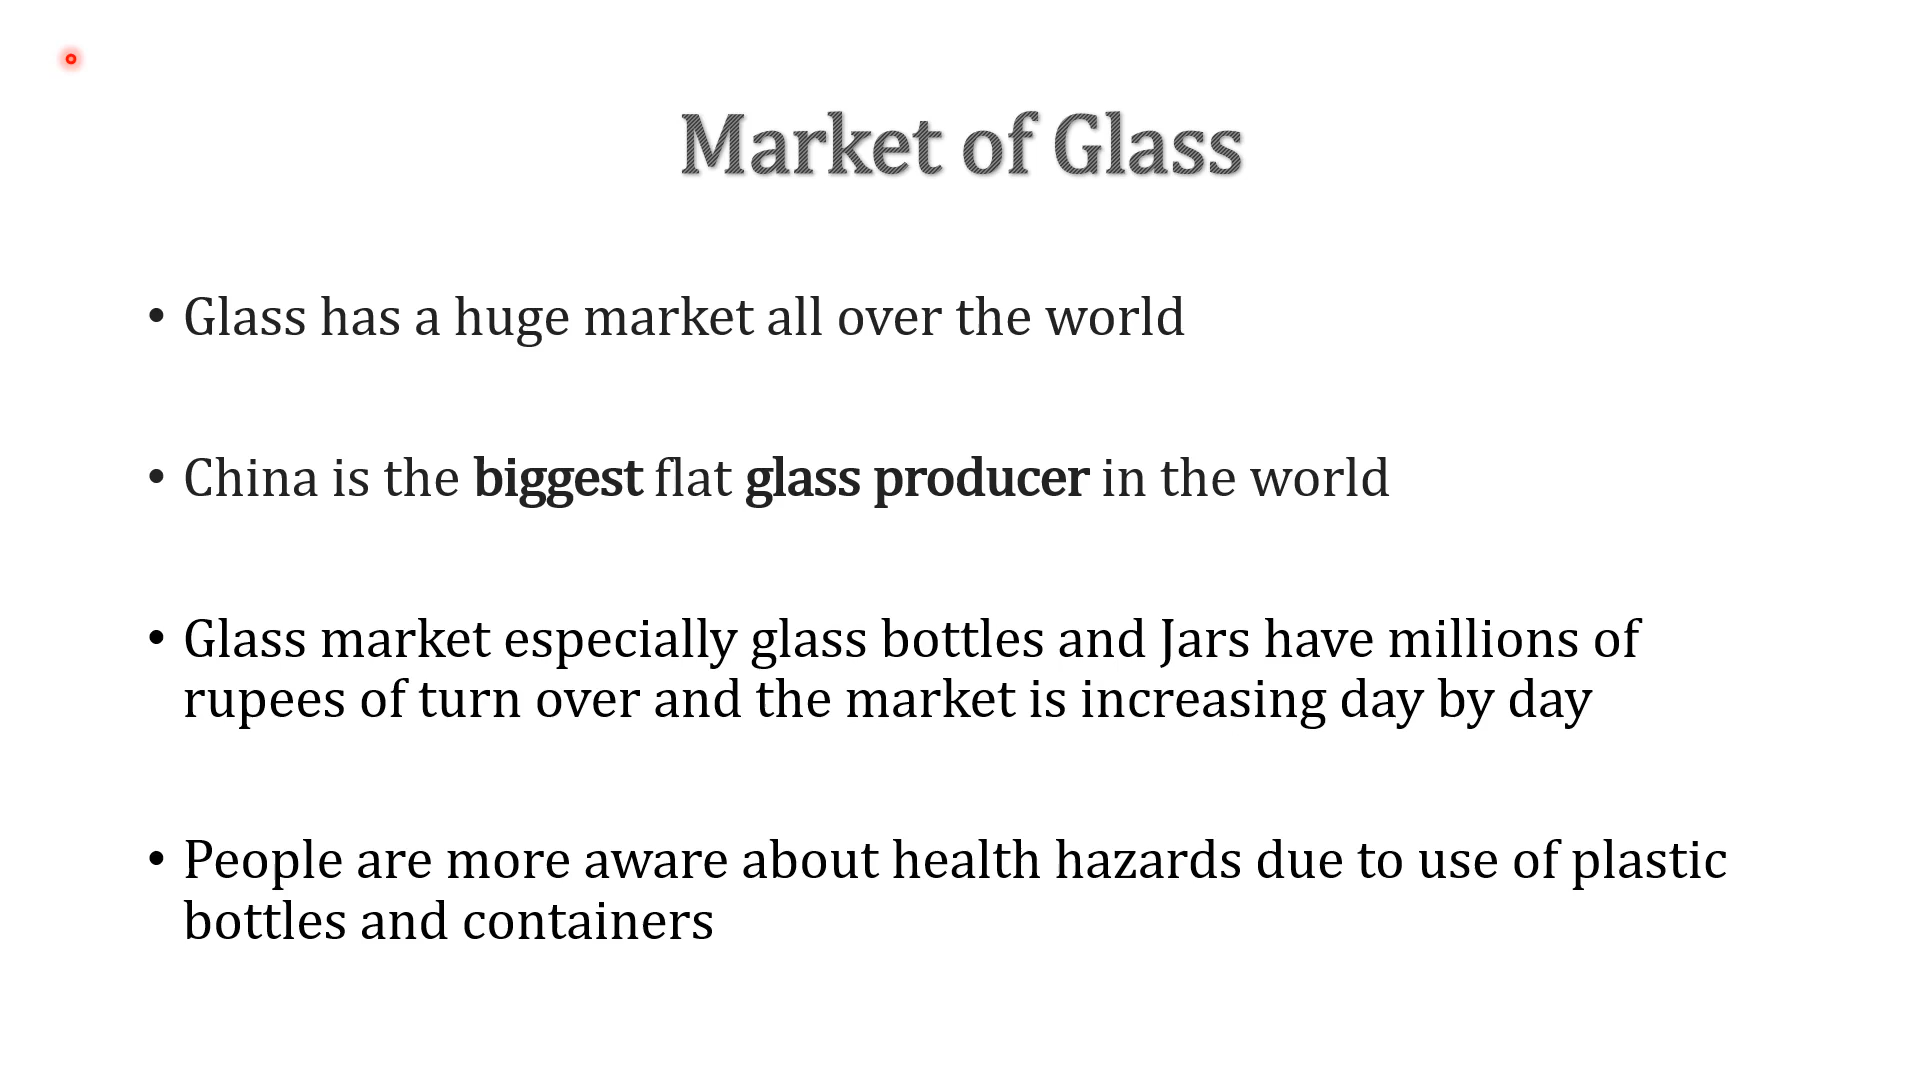 Market of Glass
• Glass has a huge market all over the world
• China is the biggest flat glass producer in the world
• Glass market especially glass bottles and Jars have millions of
rupees of turn over and the market is increasing day by day
• People are more aware about health hazards due to use of plastic
bottles and containers